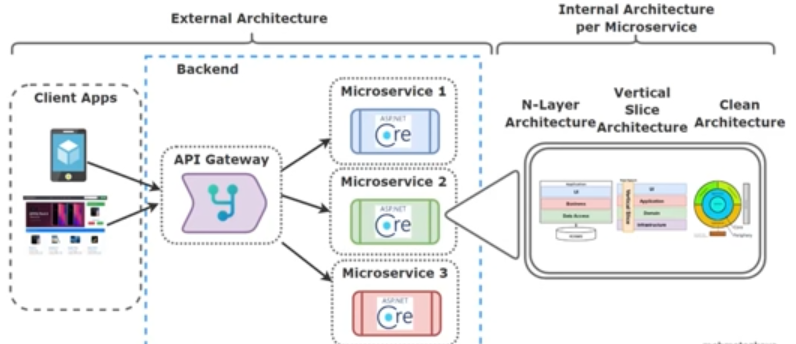 External Architecture
Internal Architecture
per Microservice
Backend
Client Apps
Microservice 1
ASP.NET
Core
N-Layer
Architecture
Vertical
Slice
Architecture
Clean
Architecture
API Gateway
Microservice 2
ASP.NET
Core
Application
UI
Business
Data Access
Vertical Slice
UI
Application
Domain
Infrastructure
Microservice 3
ASP.NET
Core